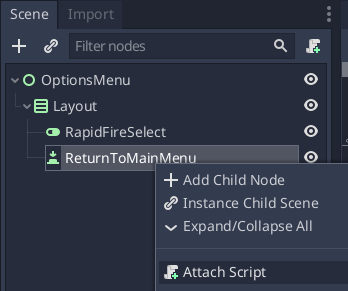 Scene Import
Filter nodes
OptionsMenu
Layout
RapidFireSelect
ReturnToMainMenu
Add Child Node
Instance Child Scene
Expand/Collapse All
Attach Script